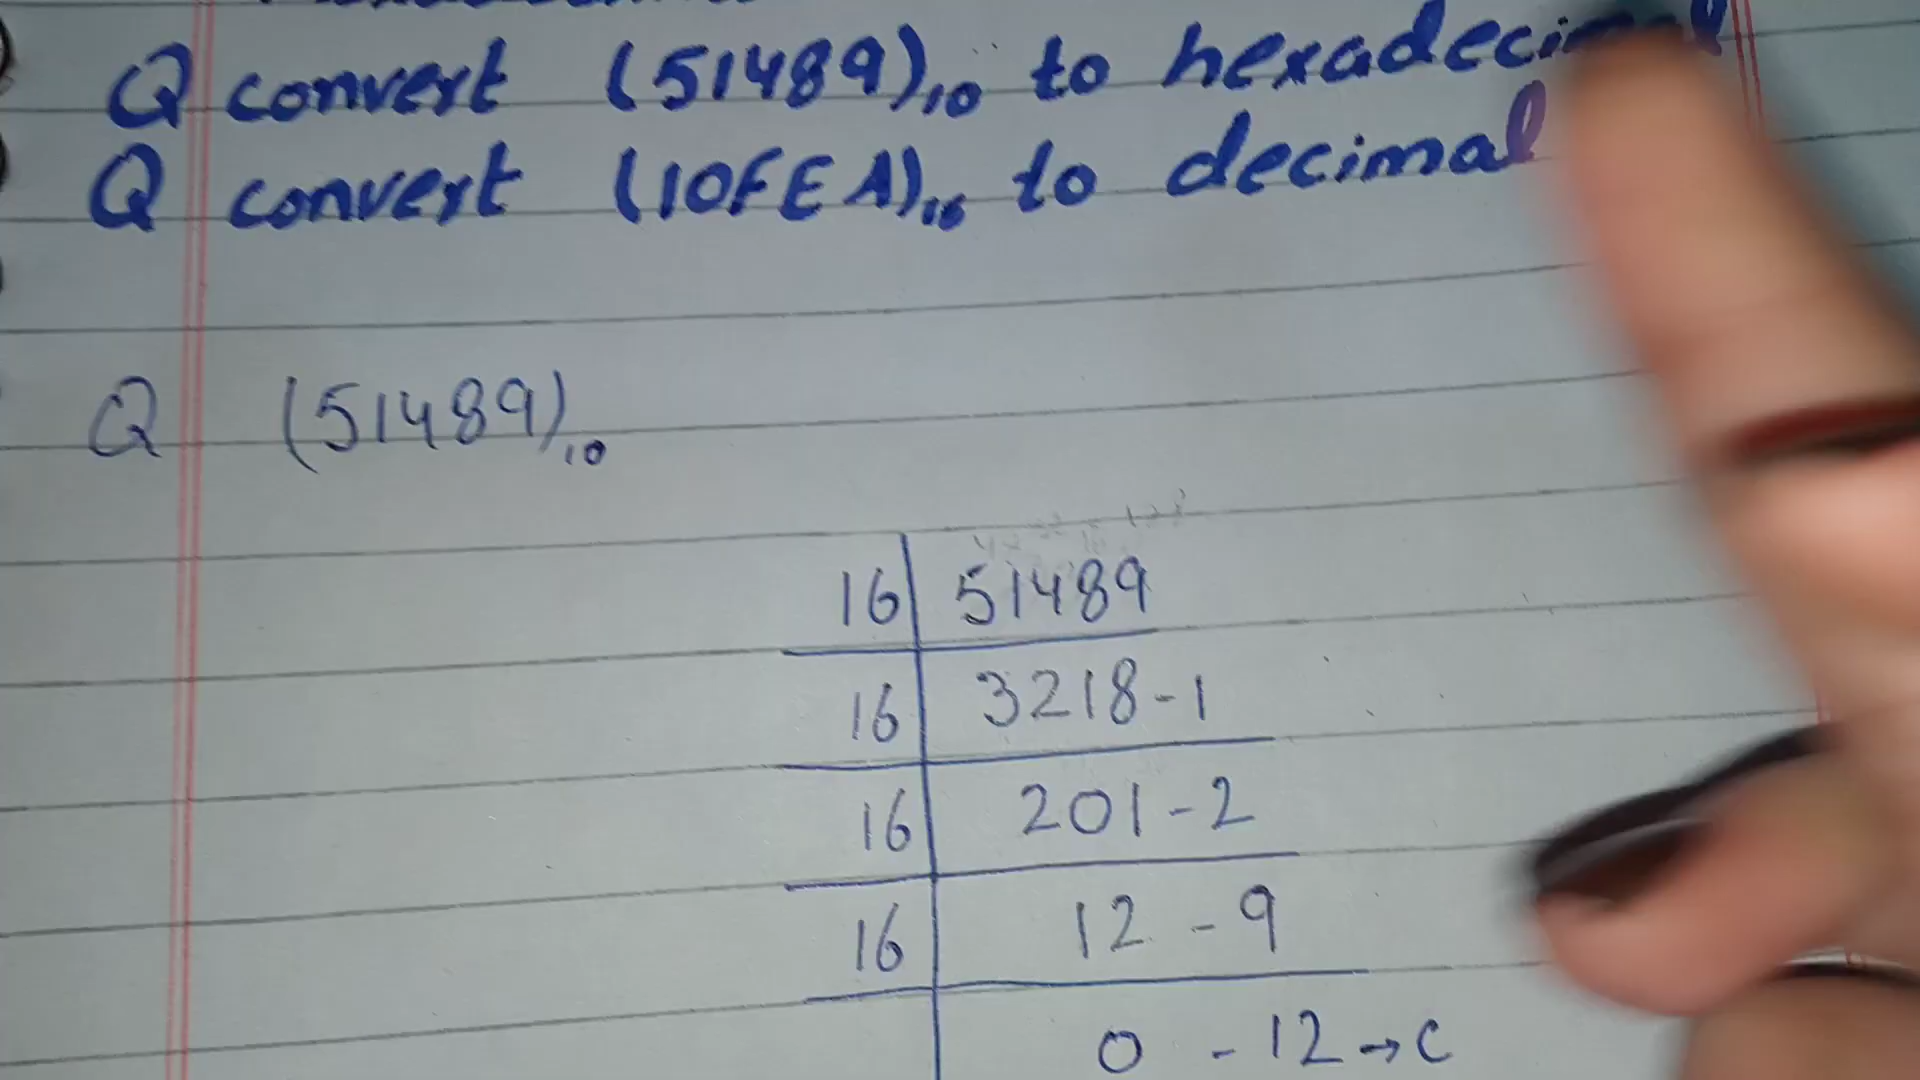 Q convert (51489)10 to hexadecimal
Q convert (10FEA)16 to decimal
Q (51489)10
16 51489
16 3218-1
16 201-2
16 12-9
0-12→C